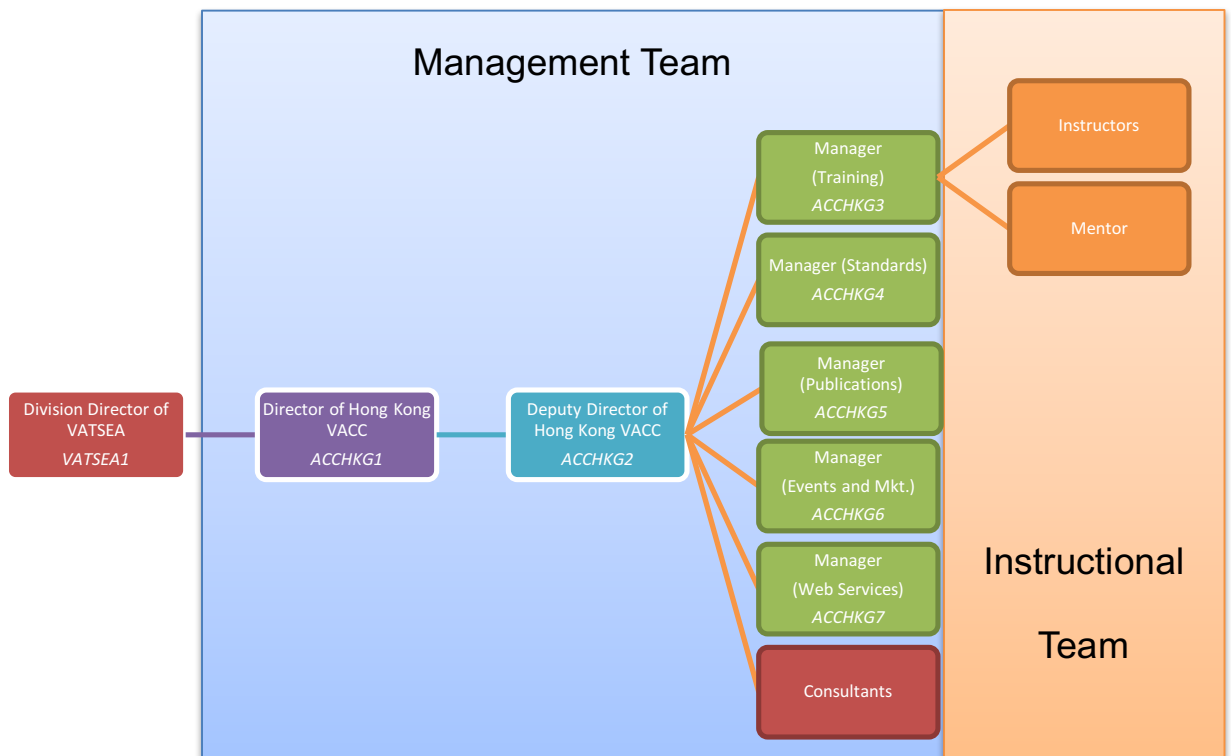 Management Team
Instructors
Mentor
Manager
(Training)
ACCHKG3
Manager (Standards)
ACCHKG4
Manager
(Publications)
ACCHKG5
Division Director of
VATSEA
VATSEA1
Director of Hong Kong
VACC
ACCHKG1
Deputy Director of
Hong Kong VACC
ACCHKG2
Manager
(Events and Mkt.)
ACCHKG6
Manager
(Web Services)
ACCHKG7
Consultants
Instructional
Team